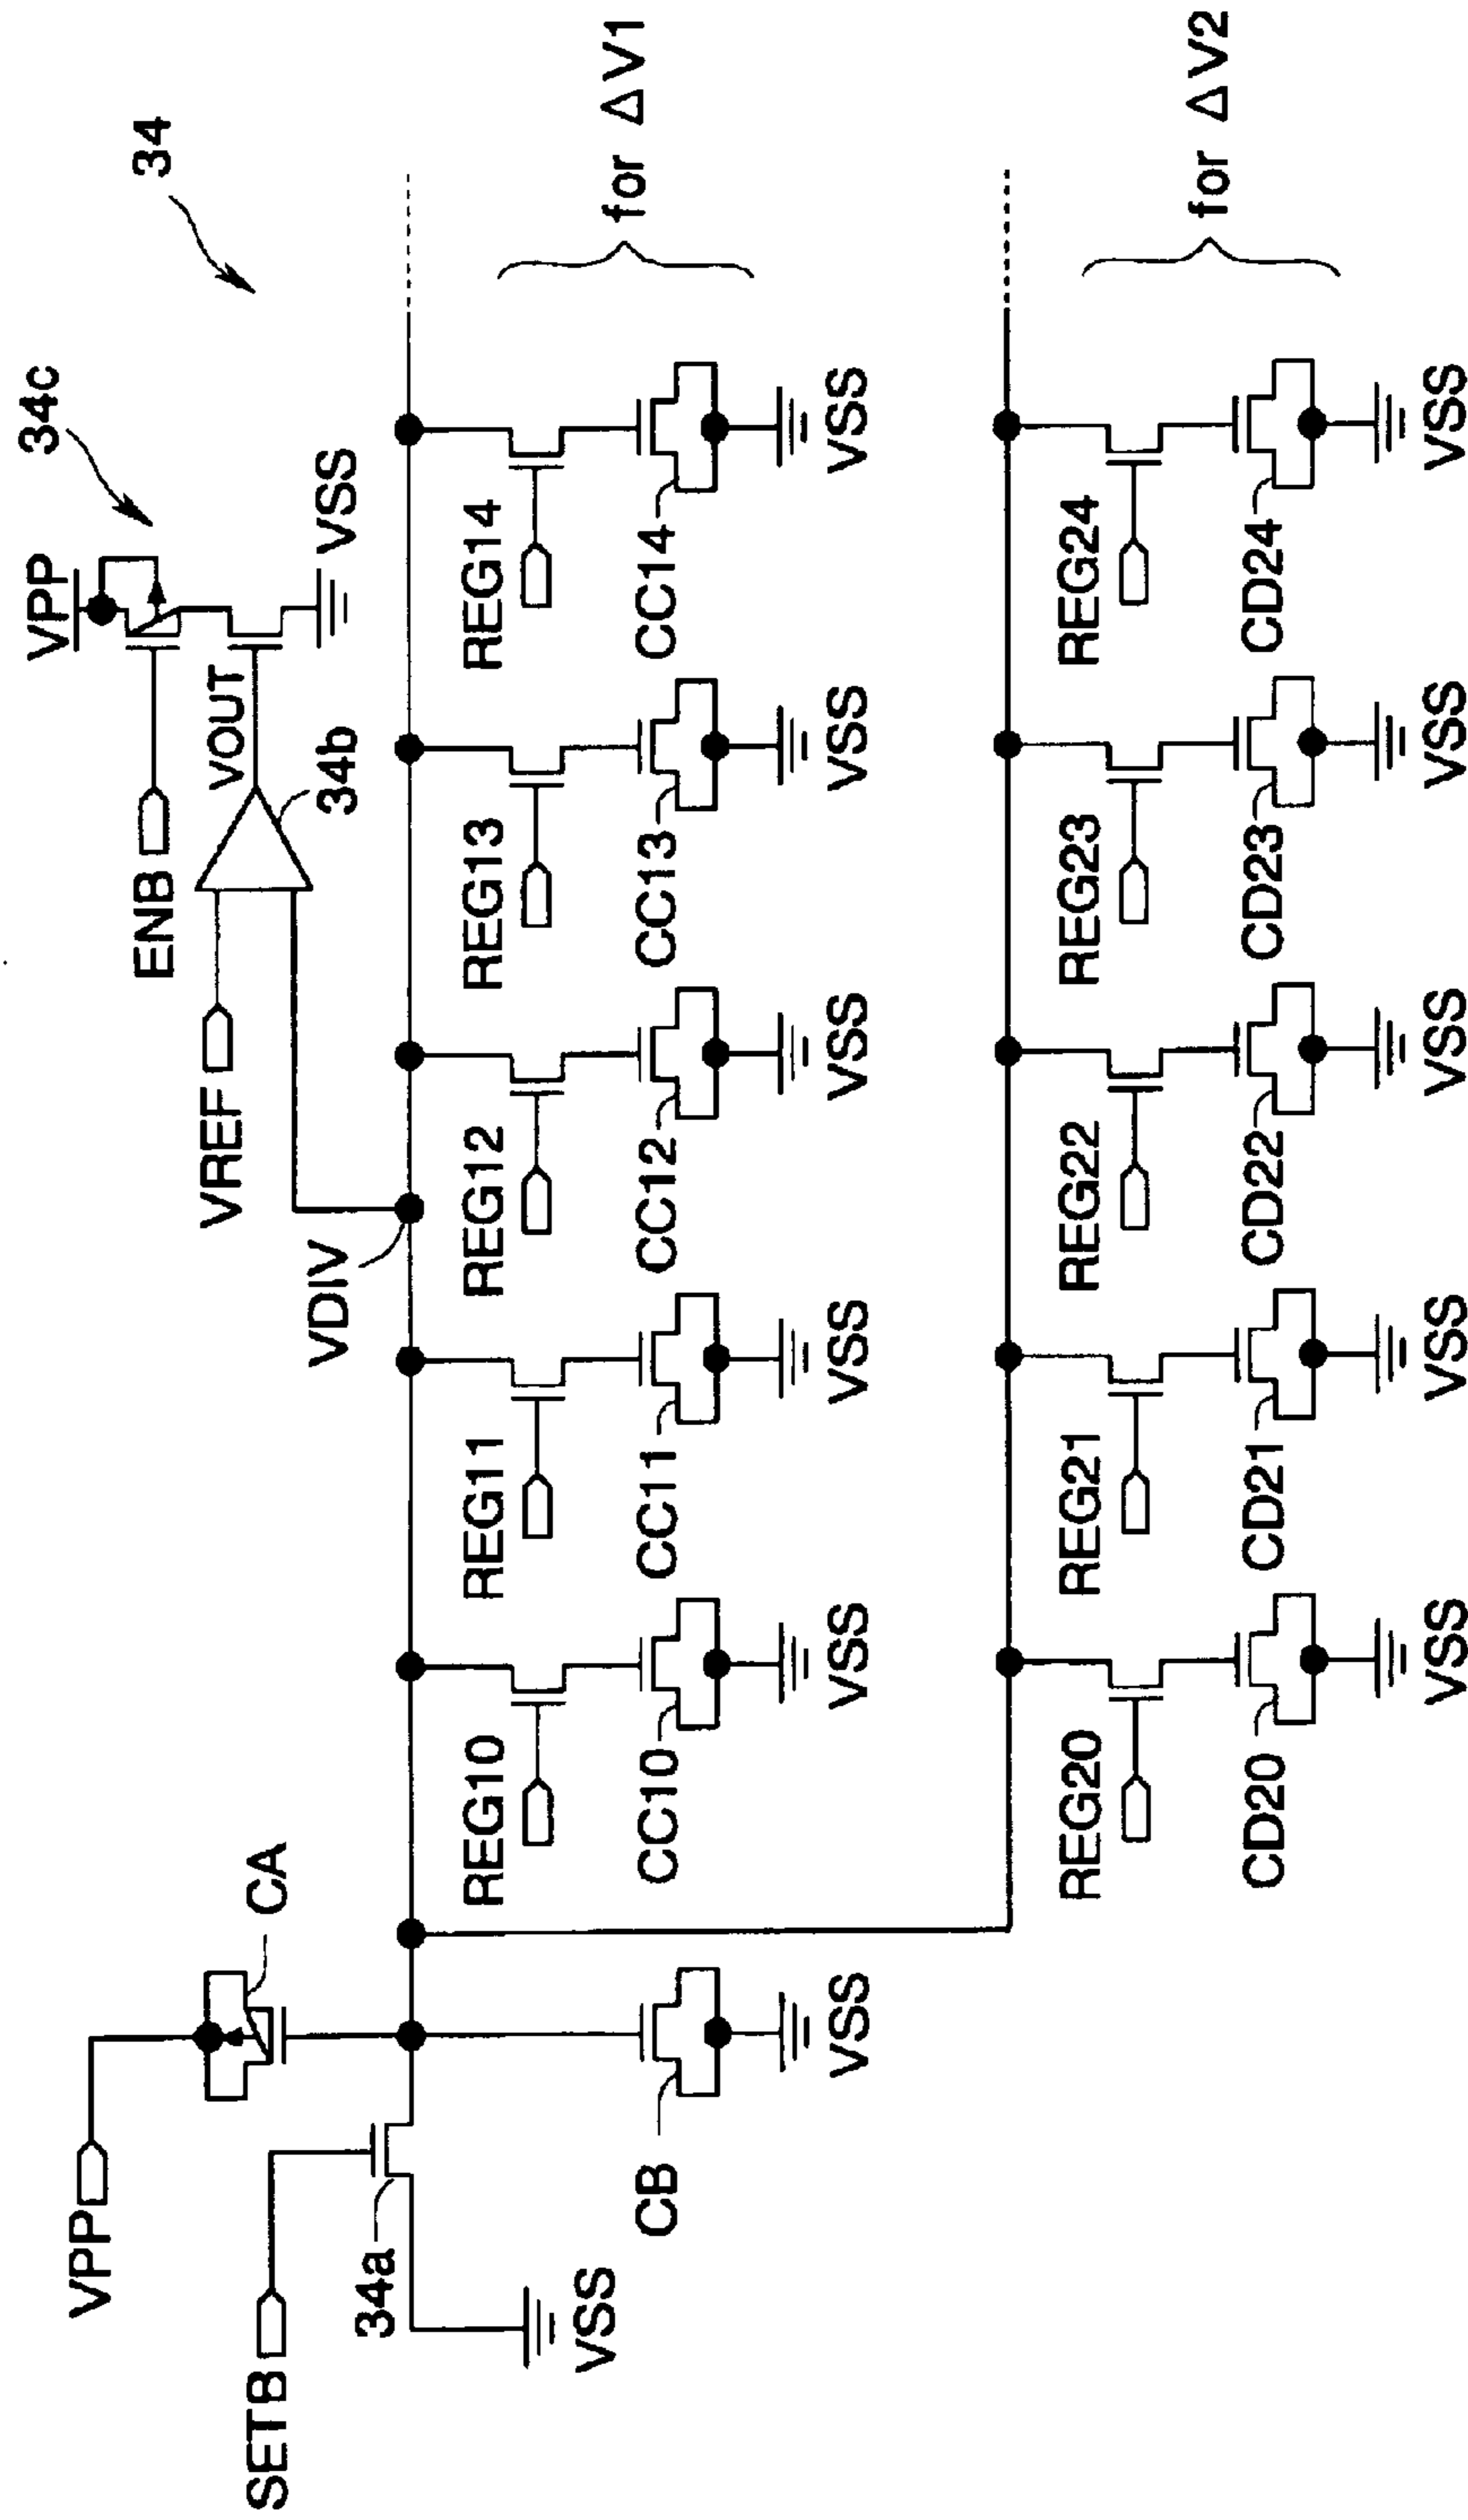 34
34c
VPP
VPP
ENB
VOUT
VSS
VREF
34b
VDIV
CA
SETB
34a
VSS
REG10
REG11
REG12
REG13
REG14
for ΔV1
CB
CC10
CC11
CC12
CC13
CC14
VSS
VSS
VSS
VSS
VSS
VSS
REG20
REG21
REG22
REG23
REG24
for ΔV2
CD20
CD21
CD22
CD23
CD24
VSS
VSS
VSS
VSS
VSS